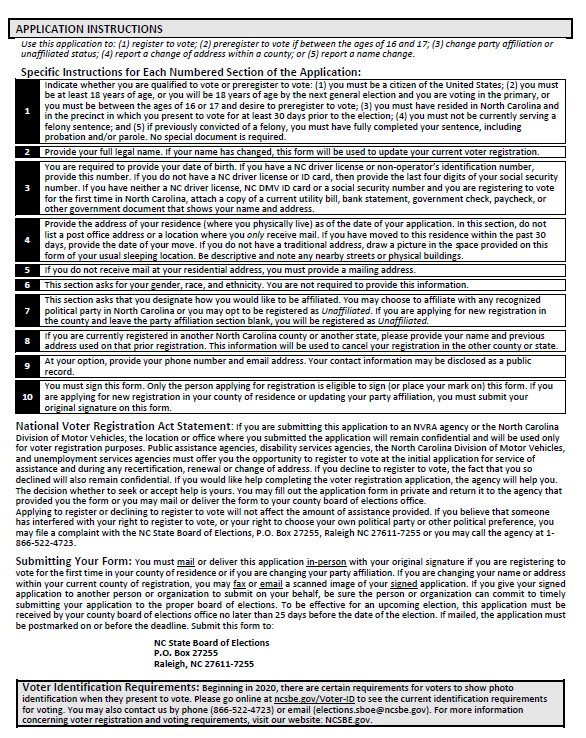 APPLICATION INSTRUCTIONS
Use this application to: (1) register to vote; (2) preregister to vote if between the ages of 16 and 17; (3) change party affiliation or
unaffiliated status; (4) report a change of address within a county; or (5) report a name change.
Specific Instructions for Each Numbered Section of the Application:
1
Indicate whether you are qualified to vote or preregister to vote: (1) you must be a citizen of the United States; (2) you must
be at least 18 years of age, or you will be 18 years of age by the next general election and you are voting in the primary, or
you must be between the ages of 16 or 17 and desire to preregister to vote; (3) you must have resided in North Carolina and
in the precinct in which you present to vote for at least 30 days prior to the election; (4) you must not be currently serving a
felony sentence; and (5) if previously convicted of a felony, you must have fully completed your sentence, including
probation and/or parole. No special document is required.
2 Provide your full legal name. If your name has changed, this form will be used to update your current voter registration.
3
You are required to provide your date of birth. If you have a NC driver license or non-operator's identification number,
provide this number. If you do not have a NC driver license or ID card, then provide the last four digits of your social security
number. If you have neither a NC driver license, NC DMV ID card or a social security number and you are registering to vote
for the first time in North Carolina, attach a copy of a current utility bill, bank statement, government check, paycheck, or
other government document that shows your name and address.
4
Provide the address of your residence (where you physically live) as of the date of your application. In this section, do not
list a post office address or a location where you only receive mail. If you have moved to this residence within the past 30
days, provide the date of your move. If you do not have a traditional address, draw a picture in the space provided on this
form of your usual sleeping location. Be descriptive and note any nearby streets or physical buildings.
5 If you do not receive mail at your residential address, you must provide a mailing address.
6 This section asks for your gender, race, and ethnicity. You are not required to provide this information.
7
This section asks that you designate how you would like to be affiliated. You may choose to affiliate with any recognized
political party in North Carolina or you may opt to be registered as Unaffiliated. If you are applying for new registration in
the county and leave the party affiliation section blank, you will be registered as Unaffiliated.
8
If you are currently registered in another North Carolina county or another state, please provide your name and previous
address used on that prior registration. This information will be used to cancel your registration in the other county or state.
9
At your option, provide your phone number and email address. Your contact information may be disclosed as a public
record.
10
You must sign this form. Only the person applying for registration is eligible to sign (or place your mark on) this form. If you
are applying for new registration in your county of residence or updating your party affiliation, you must submit your
original signature on this form.
National Voter Registration Act Statement: If you are submitting this application to an NVRA agency or the North Carolina
Division of Motor Vehicles, the location or office where you submitted the application will remain confidential and will be used only
for voter registration purposes. Public assistance agencies, disability services agencies, the North Carolina Division of Motor Vehicles,
and unemployment services agencies must offer you the opportunity to register to vote at the initial application for service of
assistance and during any recertification, renewal or change of address. If you decline to register to vote, the fact that you so
declined will also remain confidential. If you would like help completing the voter registration application, the agency will help you.
The decision whether to seek or accept help is yours. You may fill out the application form in private and return it to the agency that
provided you the form or you may mail or deliver the form to your county board of elections office.
Applying to register or declining to register to vote will not affect the amount of assistance provided. If you believe that someone
has interfered with your right to register to vote, or your right to choose your own political party or other political preference, you
may file a complaint with the NC State Board of Elections, P.O. Box 27255, Raleigh NC 27611-7255 or you may call the agency at 1-
866-522-4723.
Submitting Your Form: You must mail or deliver this application in-person with your original signature if you are registering to
vote for the first time in your county of residence or if you are changing your party affiliation. If you are changing your name or address
within your current county of registration, you may fax or email a scanned image of your signed application. If you give your signed
application to another person or organization to submit on your behalf, be sure the person or organization can commit to timely
submitting your application to the proper board of elections. To be effective for an upcoming election, this application must be
received by your county board of elections office no later than 25 days before the date of the election. If mailed, the application must
be postmarked on or before the deadline. Submit this form to:
NC State Board of Elections
P.O. Box 27255
Raleigh, NC 27611-7255
Voter Identification Requirements: Beginning in 2020, there are certain requirements for voters to show photo
identification when they present to vote. Please go online at ncsbe.gov/Voter-ID to see the current identification requirements
for voting. You may also contact us by phone (866-522-4723) or email (elections.sboe@ncsbe.gov). For more information
concerning voter registration and voting requirements, visit our website: NCSBE.gov.